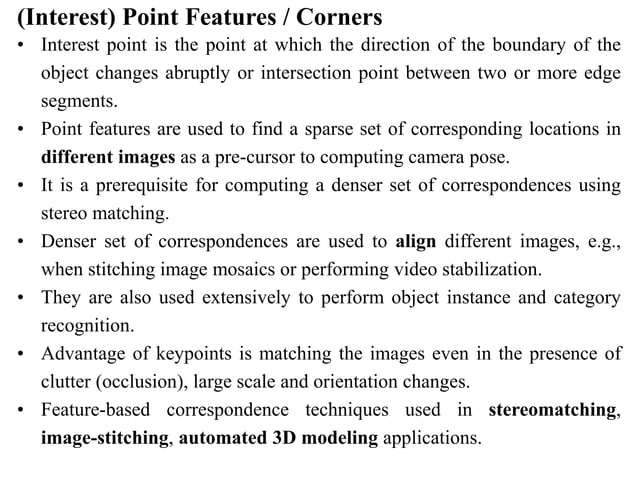 (Interest) Point Features / Corners
• Interest point is the point at which the direction of the boundary of the
object changes abruptly or intersection point between two or more edge
segments.
• Point features are used to find a sparse set of corresponding locations in
different images as a pre-cursor to computing camera pose.
• It is a prerequisite for computing a denser set of correspondences using
stereo matching.
• Denser set of correspondences are used to align different images, e.g.,
when stitching image mosaics or performing video stabilization.
• They are also used extensively to perform object instance and category
recognition.
• Advantage of keypoints is matching the images even in the presence of
clutter (occlusion), large scale and orientation changes.
• Feature-based correspondence techniques used in stereomatching,
image-stitching, automated 3D modeling applications.